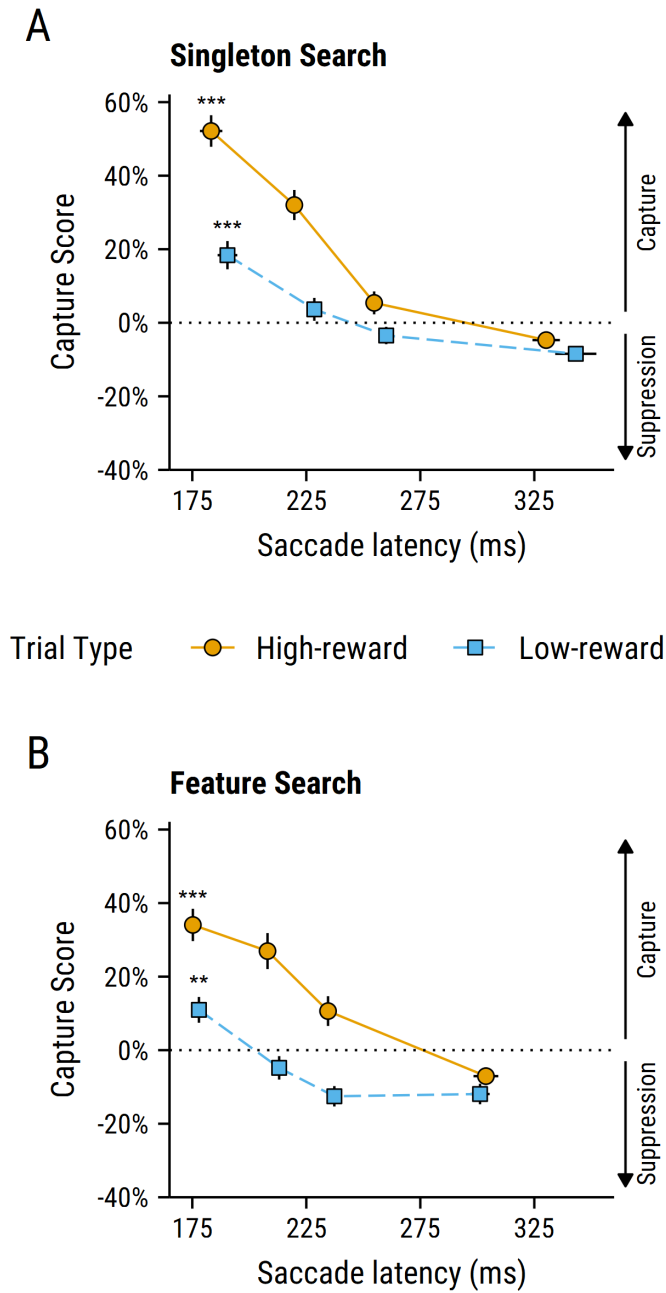 A
Singleton Search
60%
40%
20%
0%
-20%
-40%
Capture Score
***
***
Capture
Suppression
175 225 275 325
Saccade latency (ms)
Trial Type High-reward Low-reward
B
Feature Search
60%
40%
20%
0%
-20%
-40%
Capture Score
***
**
Capture
Suppression
175 225 275 325
Saccade latency (ms)